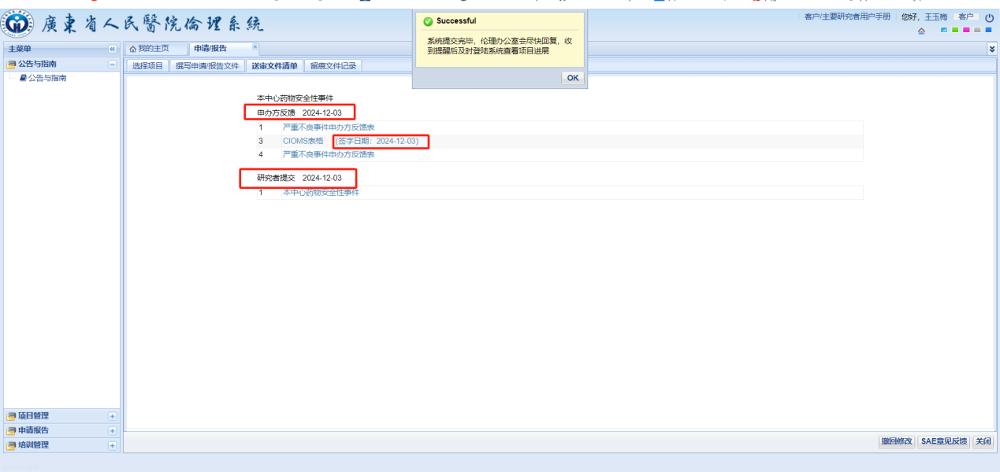 廣東省人民醫院倫理系統
Successful
系统提交完毕，伦理办公室会尽快回复，收
到提醒后及时登陆系统查看项目进展
OK
客户/主要研究者用户手册
您好，王玉梅
客户
主菜单
我的主页
申请/报告
公告与指南
公告与指南
选择项目
撰写申请/报告文件
送审文件清单
留痕文件记录
本中心药物安全性事件
申办方反馈 2024-12-03
1 严重不良事件申办方反馈表
3 CIOMS表格 (签字日期：2024-12-03)
4 严重不良事件申办方反馈表
研究者提交 2024-12-03
1 本中心药物安全性事件
项目管理
申请报告
培训管理
撤回修改
SAE意见反馈
关闭